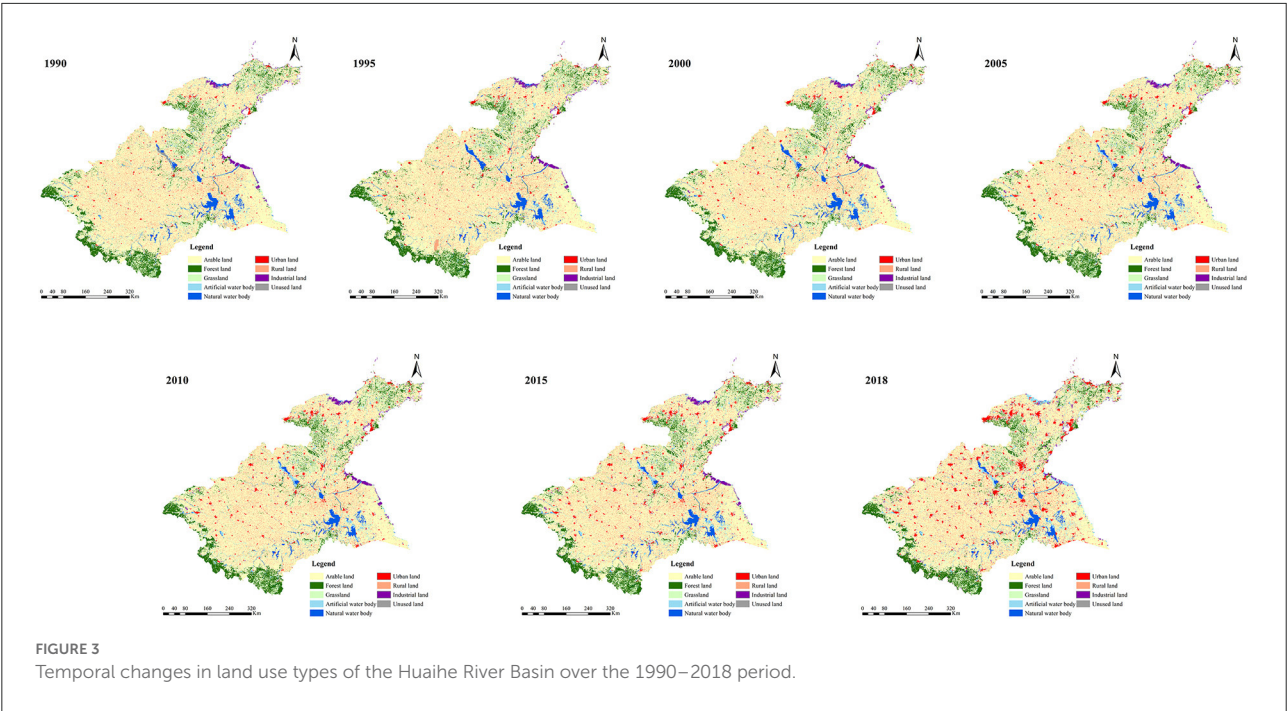 N
N
N
N
1990
1995
2000
2005
Legend
Arable land Urban land
Forest land Rural land
Grassland Industrial land
Artificial water body Unused land
Natural water body
0 40 80 160 240 320 Km
Legend
Arable land Urban land
Forest land Rural land
Grassland Industrial land
Artificial water body Unused land
Natural water body
0 40 80 160 240 320 Km
Legend
Arable land Urban land
Forest land Rural land
Grassland Industrial land
Artificial water body Unused land
Natural water body
0 40 80 160 240 320 Km
Legend
Arable land Urban land
Forest land Rural land
Grassland Industrial land
Artificial water body Unused land
Natural water body
0 40 80 160 240 320 Km
N
N
N
2010
2015
2018
Legend
Arable land Urban land
Forest land Rural land
Grassland Industrial land
Artificial water body Unused land
Natural water body
0 40 80 160 240 320 Km
Legend
Arable land Urban land
Forest land Rural land
Grassland Industrial land
Artificial water body Unused land
Natural water body
0 40 80 160 240 320 Km
Legend
Arable land Urban land
Forest land Rural land
Grassland Industrial land
Artificial water body Unused land
Natural water body
0 40 80 160 240 320 Km
FIGURE 3
Temporal changes in land use types of the Huaihe River Basin over the 1990–2018 period.